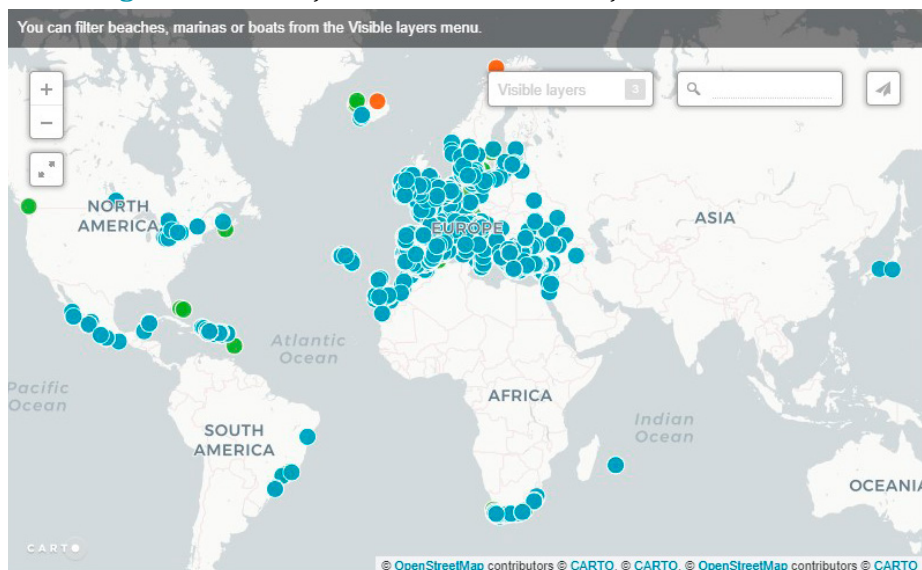 You can filter beaches, marinas or boats from the Visible layers menu.
+
Visible layers 3
−
NORTH
AMERICA
EUROPE
ASIA
Atlantic
Ocean
Pacific
Ocean
AFRICA
SOUTH
AMERICA
Indian
Ocean
OCEANIA
CARTO
© OpenStreetMap contributors © CARTO, © CARTO, © OpenStreetMap contributors © CARTO